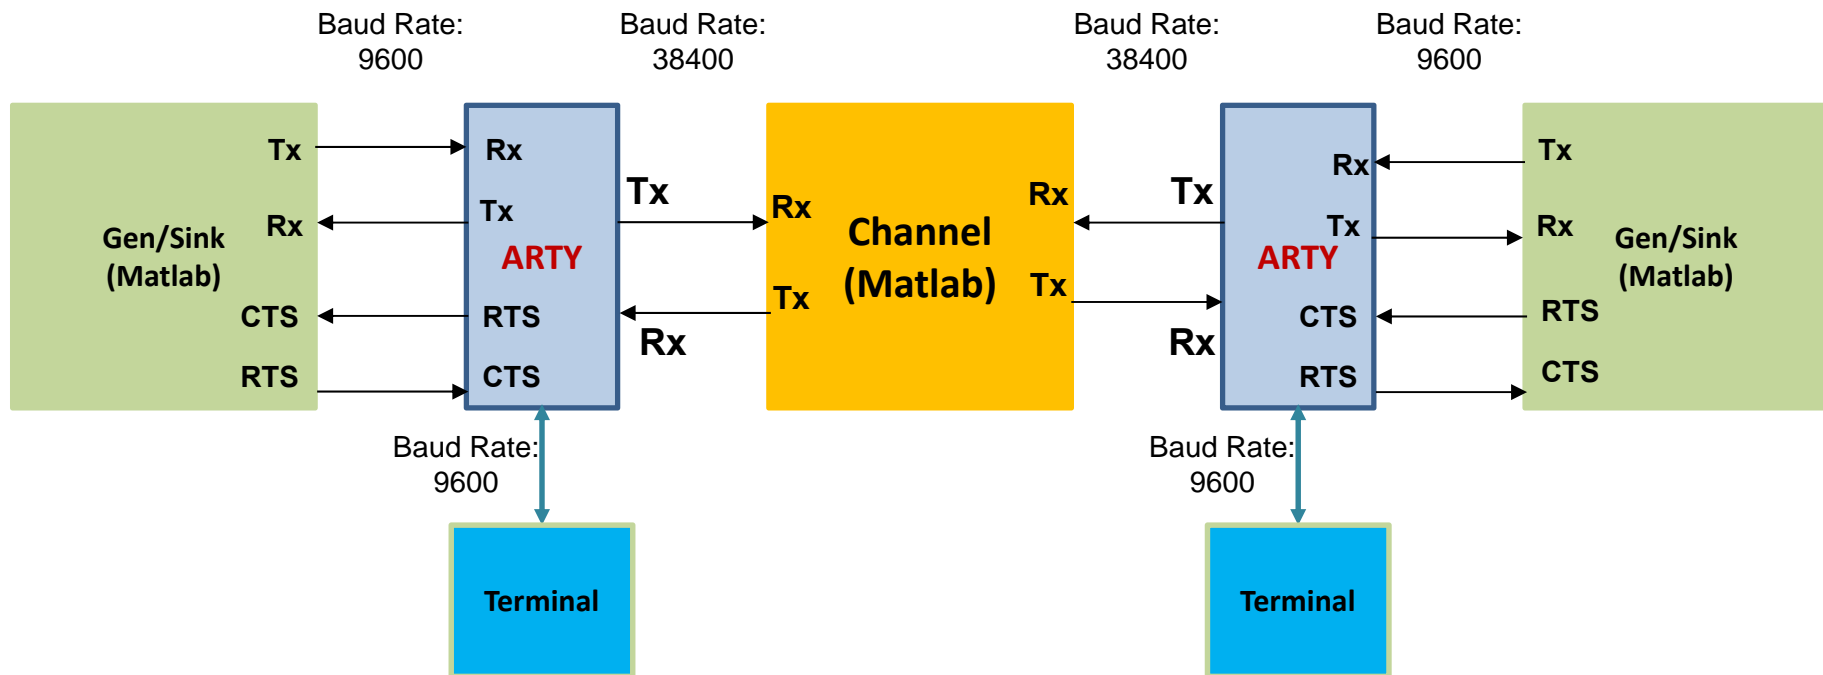 Baud Rate:
9600
Baud Rate:
38400
Baud Rate:
38400
Baud Rate:
9600
Gen/Sink
(Matlab)
Tx
Rx
CTS
RTS
Rx
Tx
ARTY
RTS
CTS
Tx
Rx
Rx
Tx
Channel
(Matlab)
Rx
Tx
Tx
Rx
Rx
Tx
ARTY
CTS
RTS
Tx
Rx
RTS
CTS
Gen/Sink
(Matlab)
Baud Rate:
9600
Baud Rate:
9600
Terminal
Terminal